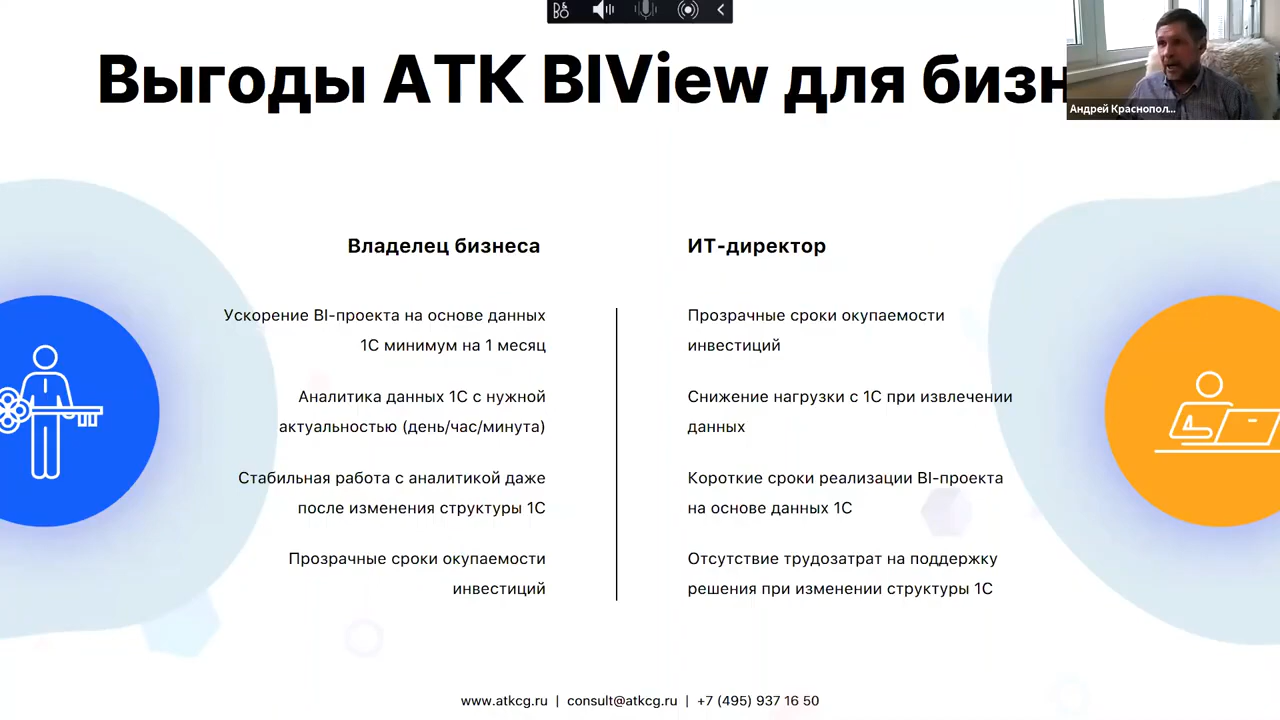 Выгоды АТК BIView для бизн
Андрей Краснопол...
Владелец бизнеса
Ускорение BI-проекта на основе данных
1С минимум на 1 месяц
Аналитика данных 1С с нужной
актуальностью (день/час/минута)
Стабильная работа с аналитикой даже
после изменения структуры 1С
Прозрачные сроки окупаемости
инвестиций
ИТ-директор
Прозрачные сроки окупаемости
инвестиций
Снижение нагрузки с 1С при извлечении
данных
Короткие сроки реализации BI-проекта
на основе данных 1С
Отсутствие трудозатрат на поддержку
решения при изменении структуры 1С
www.atkcg.ru | consult@atkcg.ru | +7 (495) 937 16 50